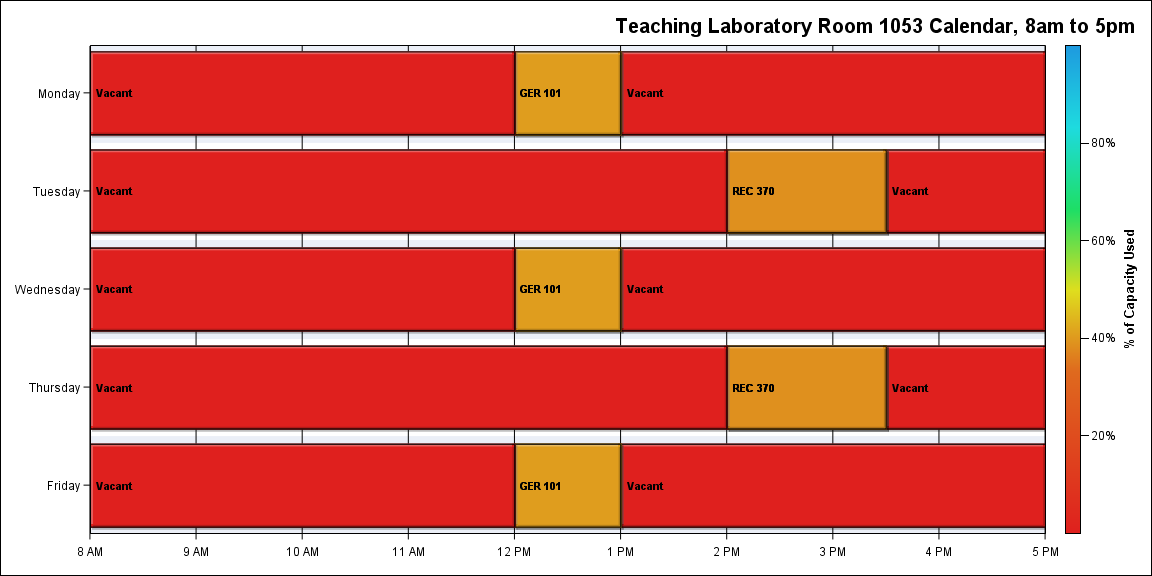 Teaching Laboratory Room 1053 Calendar, 8am to 5pm
Monday Vacant GER 101 Vacant
Tuesday Vacant REC 370 Vacant
Wednesday Vacant GER 101 Vacant
Thursday Vacant REC 370 Vacant
Friday Vacant GER 101 Vacant
8 AM 9 AM 10 AM 11 AM 12 PM 1 PM 2 PM 3 PM 4 PM 5 PM
80%
60%
40%
20%
% of Capacity Used